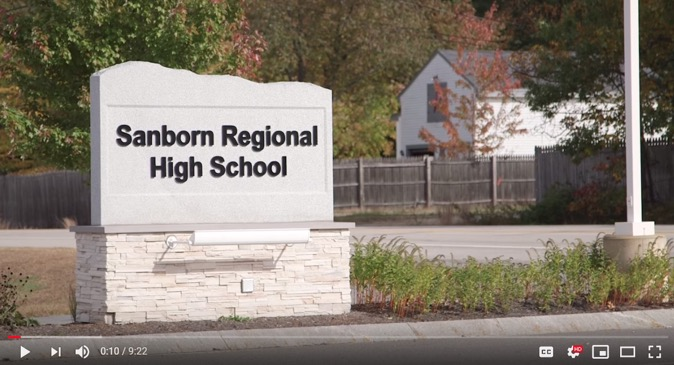 Sanborn Regional
High School
0:10 / 9:22
CC
HD